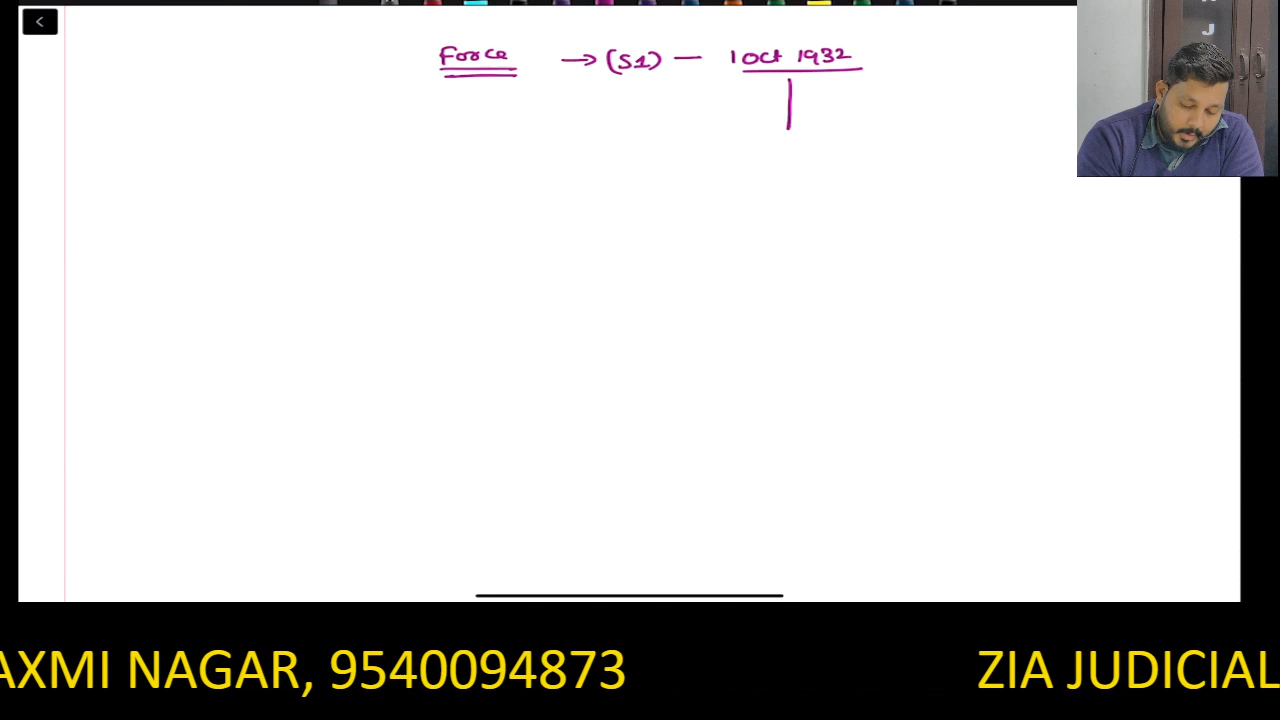 Force → (S1) — 1 Oct 1932
J
AXMI NAGAR, 9540094873 ZIA JUDICIAL